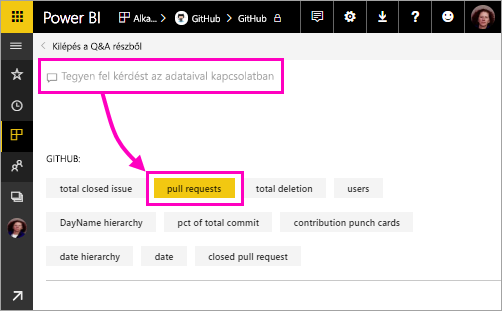 Power BI Alka... > GitHub > GitHub
Kilépés a Q&A részből
Tegyen fel kérdést az adataival kapcsolatban
GITHUB:
total closed issue pull requests total deletion users
DayName hierarchy pct of total commit contribution punch cards
date hierarchy date closed pull request